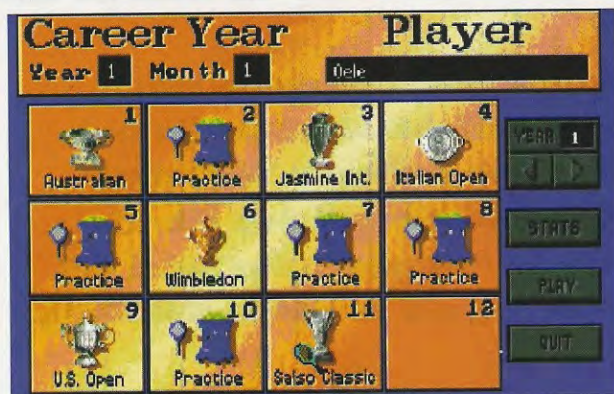 Career Year Player
Year 1 Month 1 Oele
1 2 3 4
Australian Practice Jasmine Int. Italian Open
YEAR 1
5 6 7 8
Practice Wimbledon Practice Practice
STATS
PLAY
9 10 11 12
U.S. Open Practice Salso Classic
QUIT